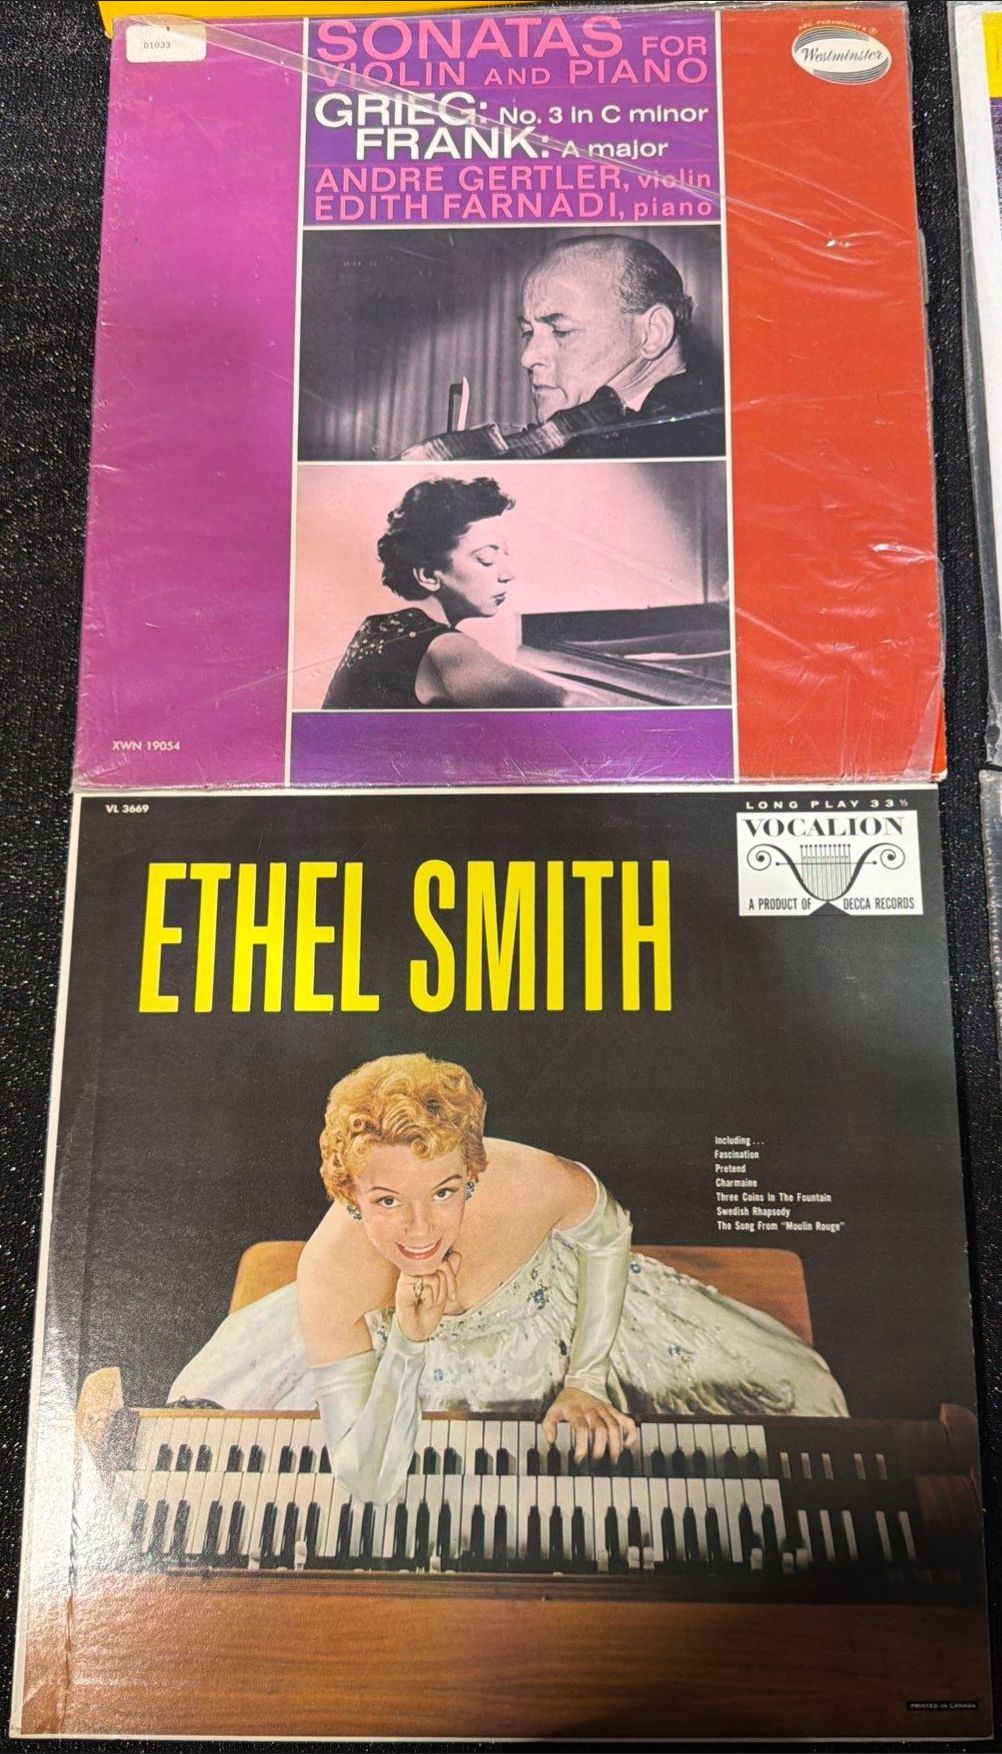 D1033
SONATAS FOR
VIOLIN AND PIANO
GRIEG: No. 3 in C minor
FRANK: A major
ANDRE GERTLER, violin
EDITH FARNADI, piano
ABC PARAMOUNT'S
Westminster
XWN 19054
VL 3669
LONG PLAY 33⅓
VOCALION
A PRODUCT OF DECCA RECORDS
ETHEL SMITH
Including...
Fascination
Pretend
Charmaine
Three Coins In The Fountain
Swedish Rhapsody
The Song From "Moulin Rouge"
PRINTED IN CANADA